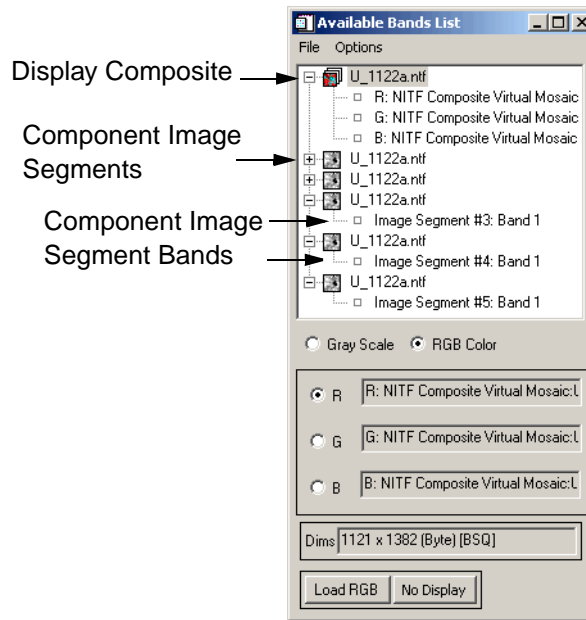 Available Bands List
File Options
Display Composite
U_1122a.ntf
R: NITF Composite Virtual Mosaic
G: NITF Composite Virtual Mosaic
B: NITF Composite Virtual Mosaic
Component Image
Segments
U_1122a.ntf
U_1122a.ntf
U_1122a.ntf
Component Image
Segment Bands
Image Segment #3: Band 1
U_1122a.ntf
Image Segment #4: Band 1
U_1122a.ntf
Image Segment #5: Band 1
Gray Scale RGB Color
R R: NITF Composite Virtual Mosaic:U
G G: NITF Composite Virtual Mosaic:U
B B: NITF Composite Virtual Mosaic:U
Dims 1121 x 1382 (Byte) [BSQ]
Load RGB No Display